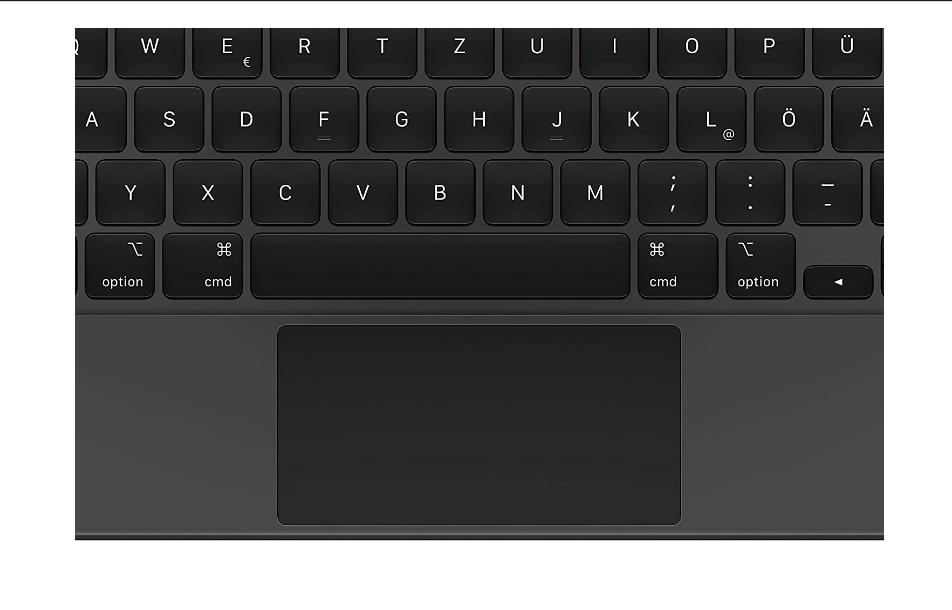 Q W E R T Z U I O P Ü
€
A S D F G H J K L Ö Ä
@
Y X C V B N M ; : _
, . -
⌥ ⌘ ⌘ ⌥
option cmd cmd option ◄